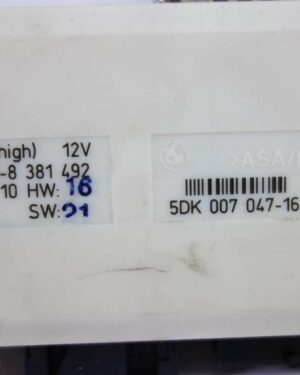 high) 12V
-8 381 492
10 HW: 16
SW: 21
>ASA/
5DK 007 047-16